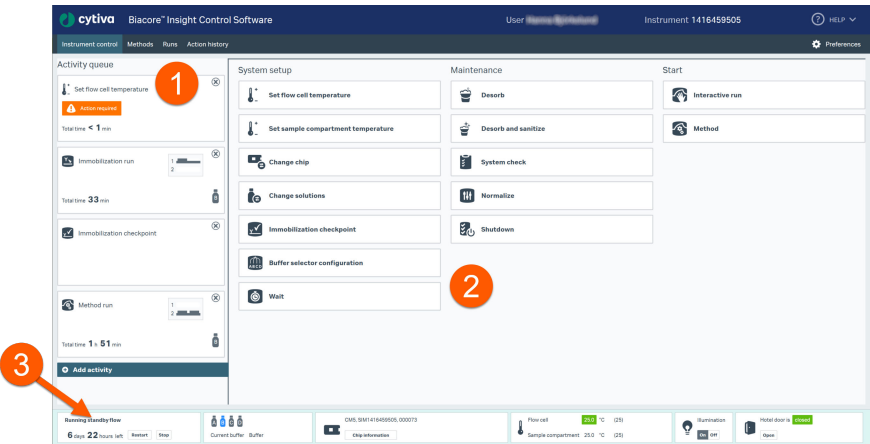 cytiva Biacore™ Insight Control Software User Instrument 1416459505 ? HELP
Instrument control Methods Runs Action history Preferences
Activity queue
1
Set flow cell temperature
Action required
Total time < 1 min
Immobilization run
1
2
Total time 33 min
B
Immobilization checkpoint
Method run
1
2
Total time 1 h 51 min
B
Add activity
System setup
Set flow cell temperature
Set sample compartment temperature
Change chip
Change solutions
Immobilization checkpoint
ABCD
Buffer selector configuration
Wait
Maintenance
Desorb
Desorb and sanitize
System check
Normalize
Shutdown
2
Start
Interactive run
Method
3
Running standby flow
6 days 22 hours left Restart Stop
A B C D
Current buffer Buffer
CM5, SIM1416459505, 000073
Chip information
Flow cell 25.0 °C (25)
Sample compartment 25.0 °C (25)
Illumination
On Off
Hotel door is closed
Open